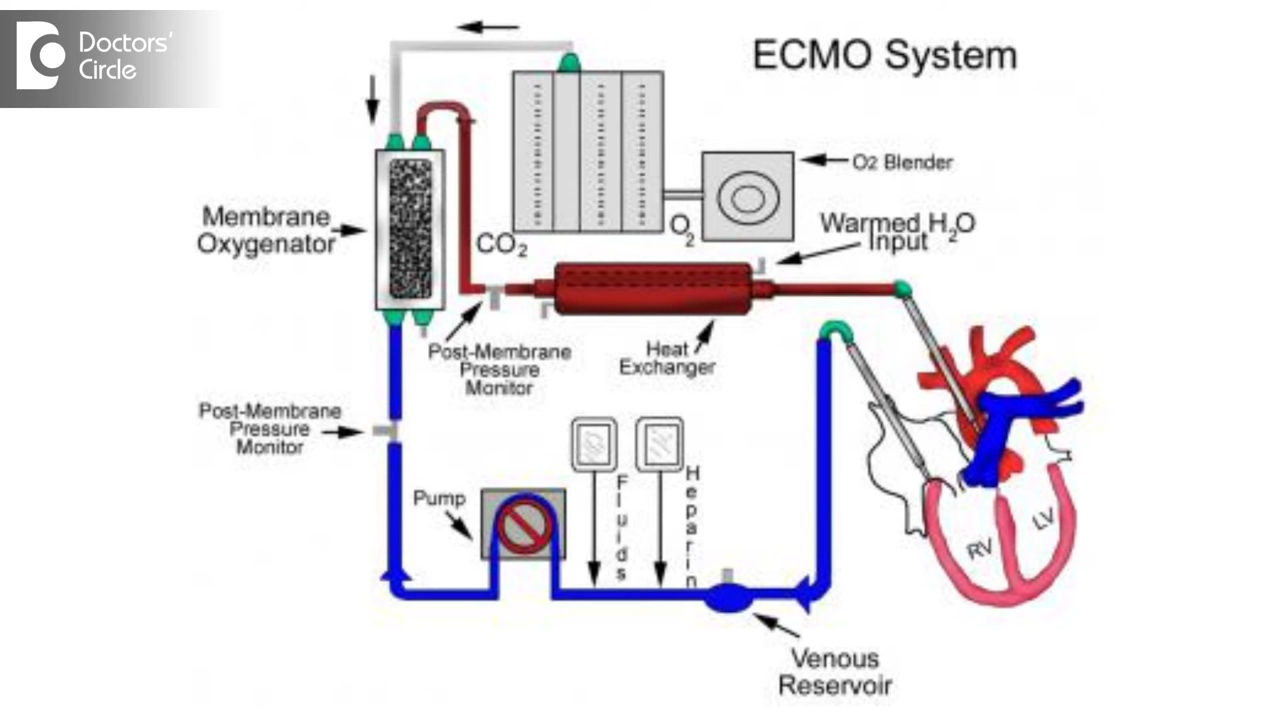 Doctors'
Circle
ECMO System
O2 Blender
Membrane
Oxygenator
CO2
O2
Warmed H2O
Input
Post-Membrane
Pressure
Monitor
Heat
Exchanger
Post-Membrane
Pressure
Monitor
Pump
Fluids
Heparin
RV
LV
Venous
Reservoir